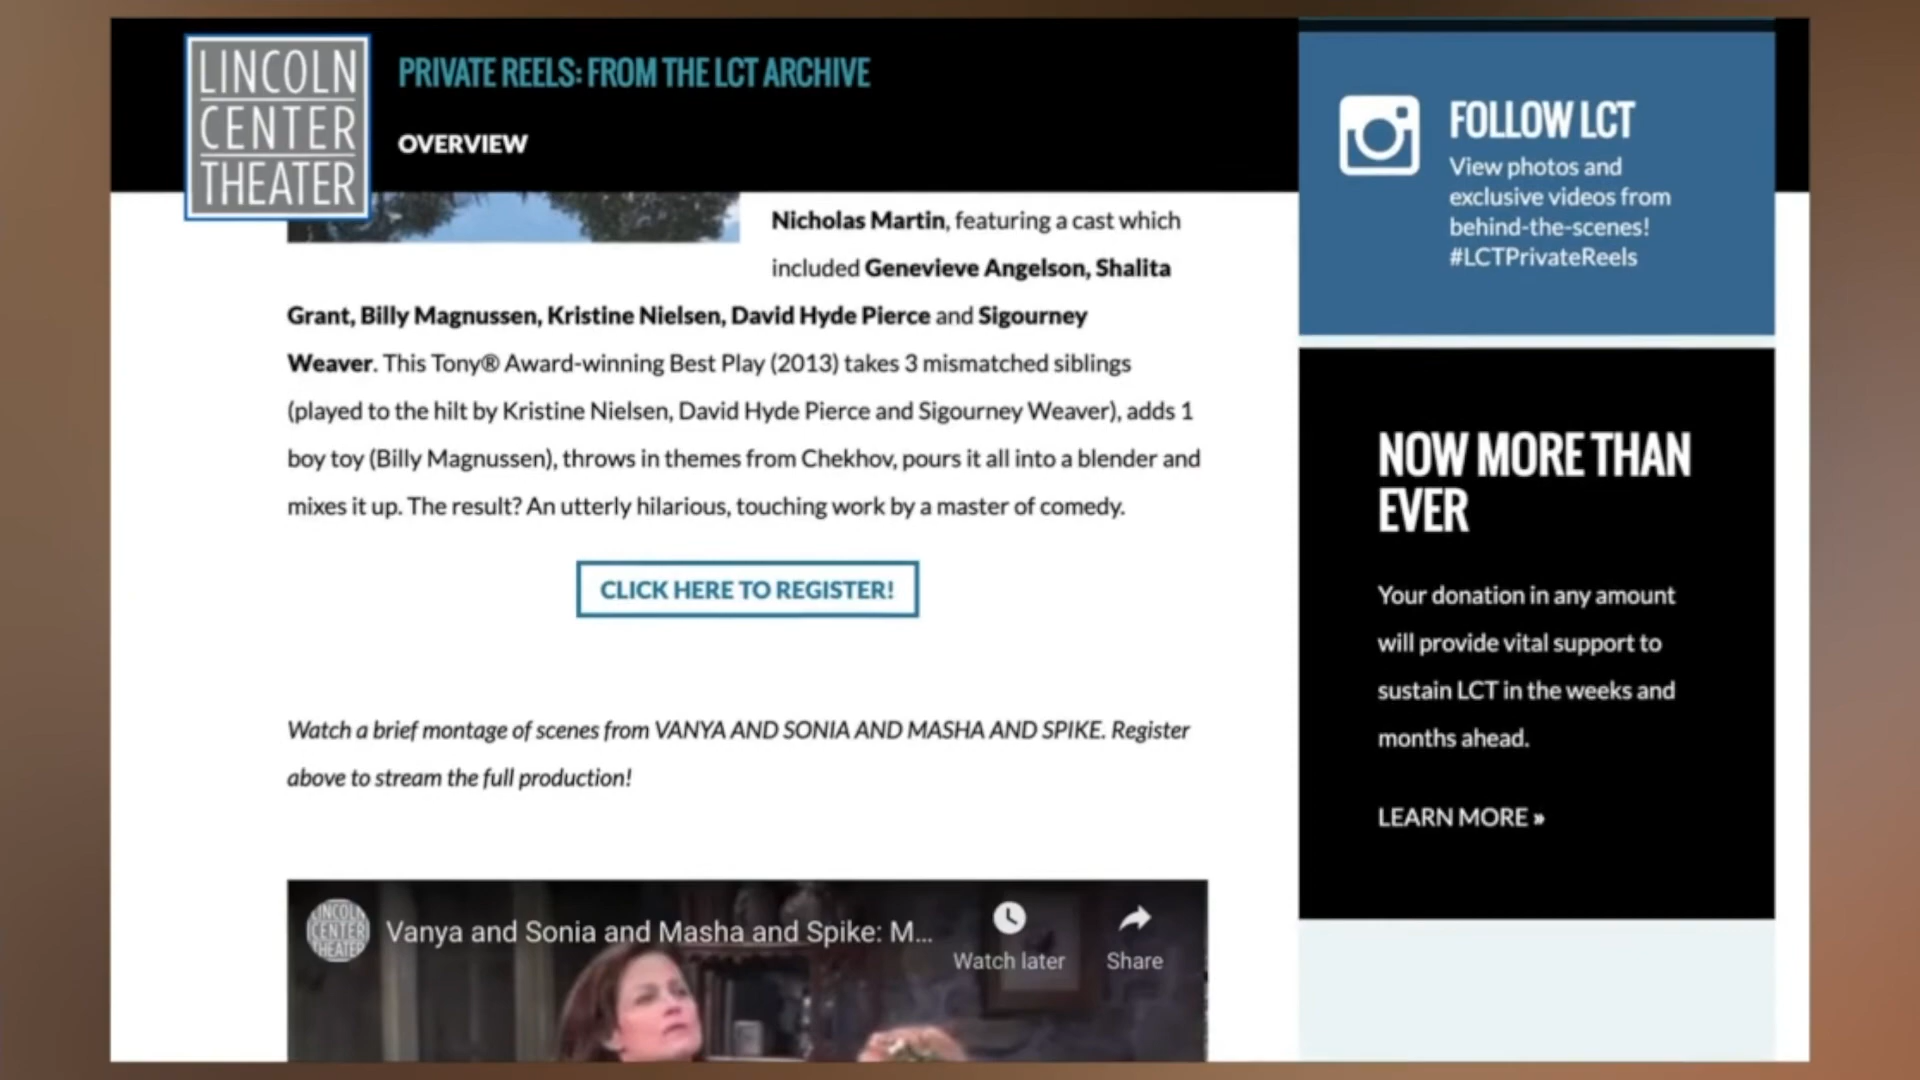 LINCOLN
CENTER
THEATER
PRIVATE REELS: FROM THE LCT ARCHIVE
OVERVIEW
Nicholas Martin, featuring a cast which
included Genevieve Angelson, Shalita
Grant, Billy Magnussen, Kristine Nielsen, David Hyde Pierce and Sigourney
Weaver. This Tony® Award-winning Best Play (2013) takes 3 mismatched siblings
(played to the hilt by Kristine Nielsen, David Hyde Pierce and Sigourney Weaver), adds 1
boy toy (Billy Magnussen), throws in themes from Chekhov, pours it all into a blender and
mixes it up. The result? An utterly hilarious, touching work by a master of comedy.
CLICK HERE TO REGISTER!
Watch a brief montage of scenes from VANYA AND SONIA AND MASHA AND SPIKE. Register
above to stream the full production!
LINCOLN
CENTER
THEATER
Vanya and Sonia and Masha and Spike: M...
Watch later
Share
FOLLOW LCT
View photos and
exclusive videos from
behind-the-scenes!
#LCTPrivateReels
NOW MORE THAN
EVER
Your donation in any amount
will provide vital support to
sustain LCT in the weeks and
months ahead.
LEARN MORE »